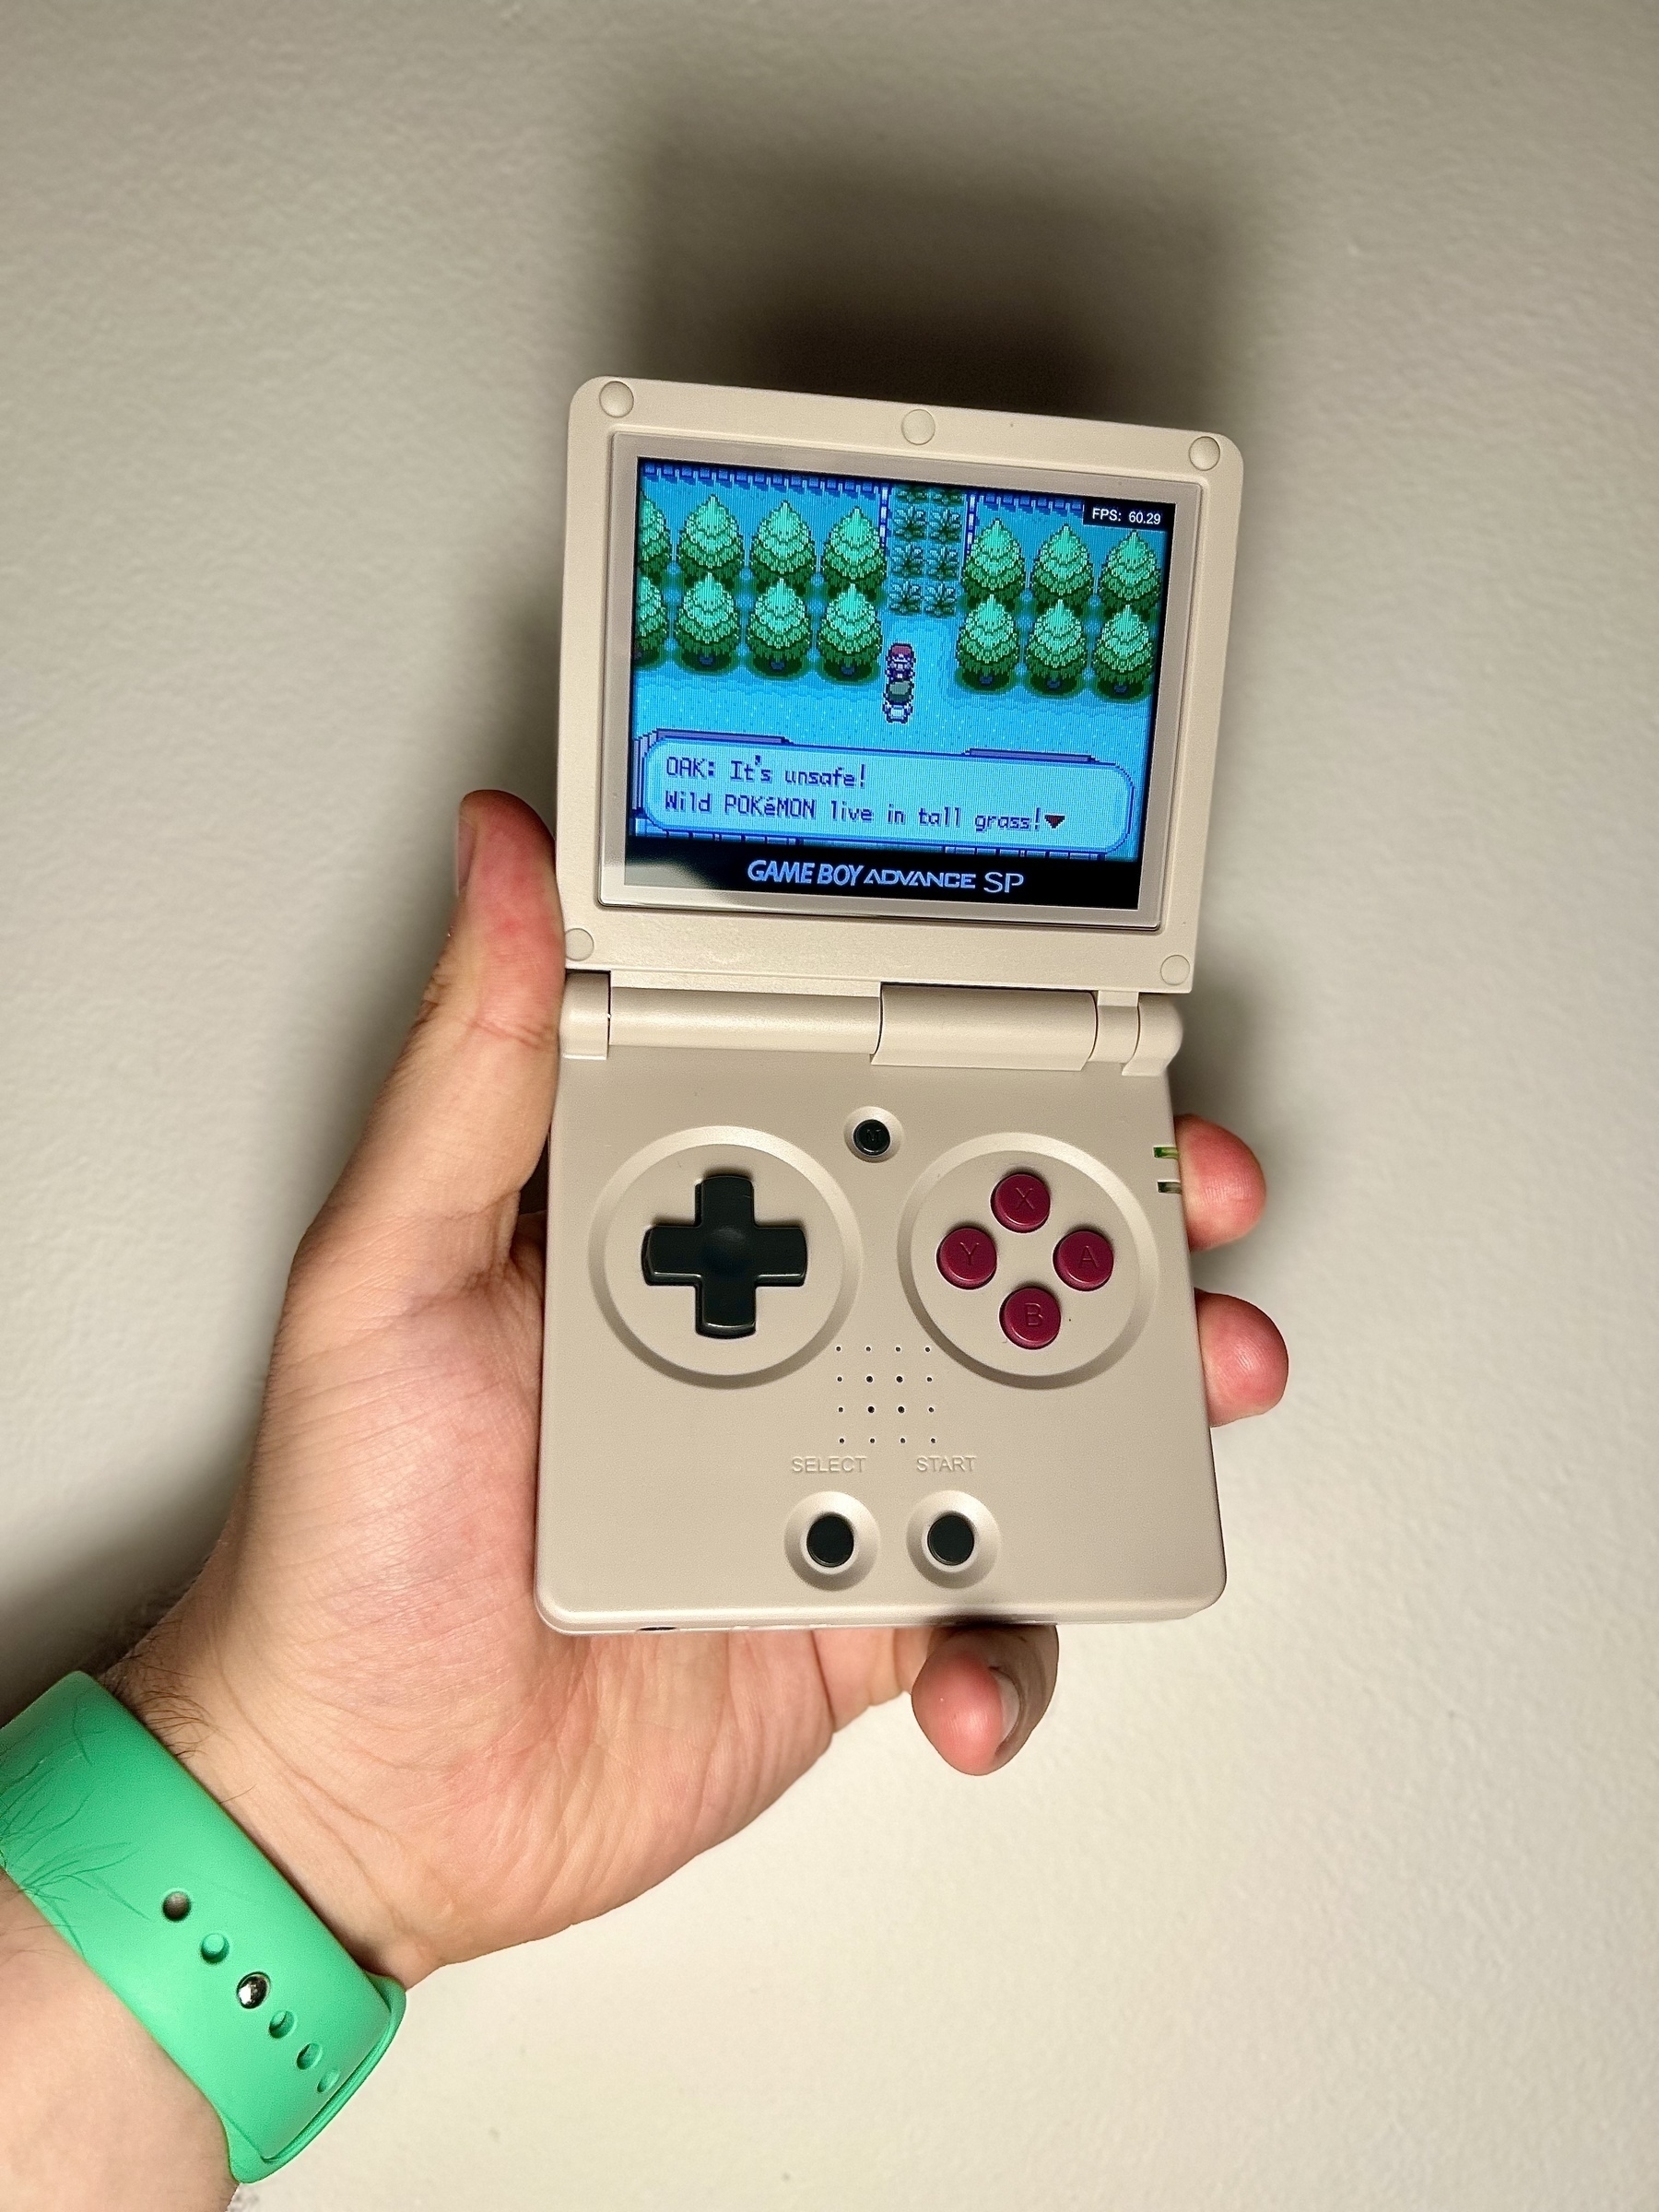 FPS: 60.29
OAK: It's unsafe!
Wild POKéMON live in tall grass!
GAME BOY ADVANCE SP
X
Y
A
B
SELECT
START